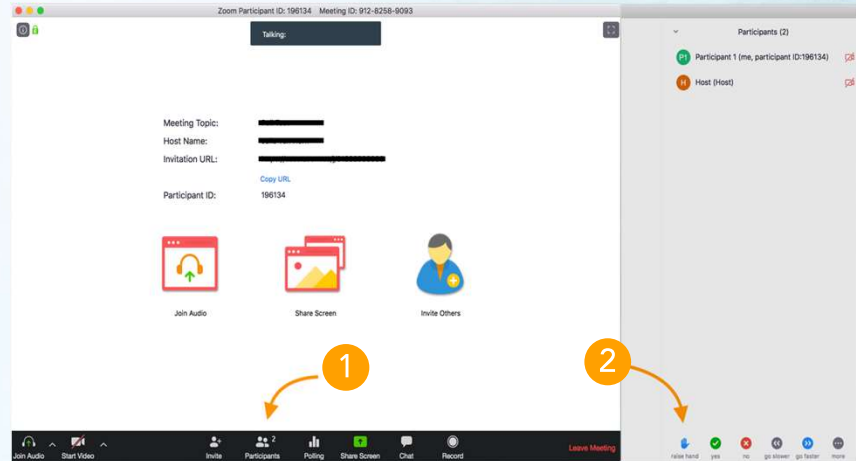 Zoom Participant ID: 196134 Meeting ID: 912-8258-9093
Talking:
Meeting Topic:
Host Name:
Invitation URL:
Copy URL
Participant ID: 196134
Join Audio Share Screen Invite Others
1
Join Audio Start Video Invite Participants 2 Polling Share Screen Chat Record Leave Meeting
Participants (2)
P1 Participant 1 (me, participant ID:196134)
H Host (Host)
2
raise hand yes no go slower go faster more